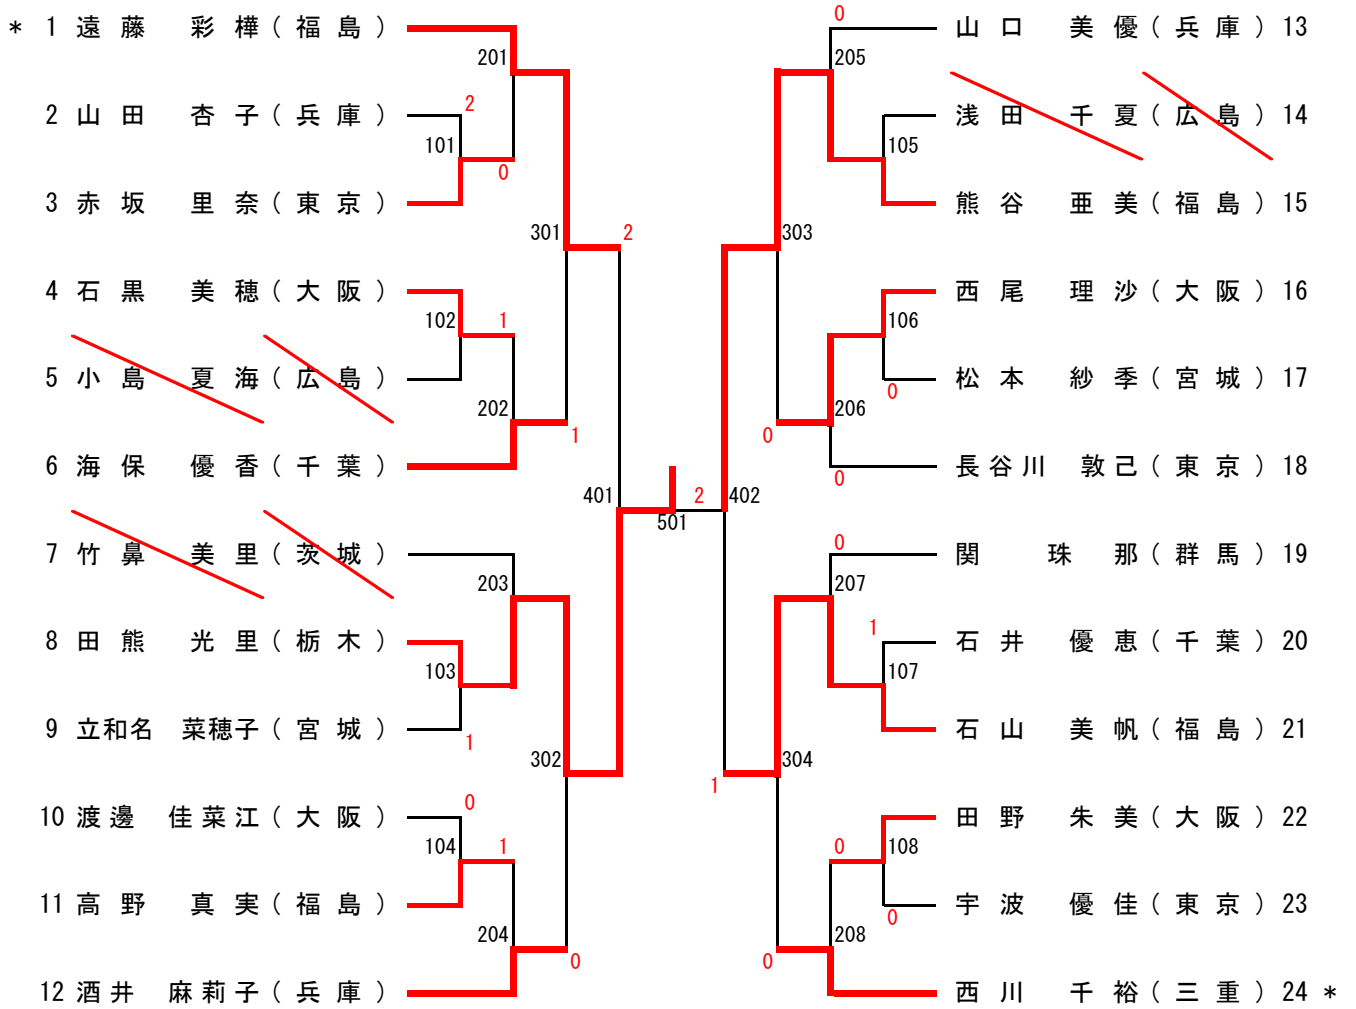 * 1 遠藤 彩樺(福島)
201
2 山田 杏子(兵庫)
2
101
0
3 赤坂 里奈(東京)
301
2
4 石黒 美穂(大阪)
102
1
5 小島 夏海(広島)
202
1
6 海保 優香(千葉)
401
7 竹鼻 美里(茨城)
203
8 田熊 光里(栃木)
103
9 立和名 菜穂子(宮城)
1
302
10 渡邊 佳菜江(大阪)
0
104
1
11 高野 真実(福島)
204
0
12 酒井 麻莉子(兵庫)
501
2
0
山口 美優(兵庫) 13
205
浅田 千夏(広島) 14
105
熊谷 亜美(福島) 15
303
西尾 理沙(大阪) 16
106
松本 紗季(宮城) 17
0
206
0
長谷川 敦己(東京) 18
0
402
0
関 珠那(群馬) 19
207
1
石井 優恵(千葉) 20
107
石山 美帆(福島) 21
304
1
田野 朱美(大阪) 22
0
108
宇波 優佳(東京) 23
0
208
0
西川 千裕(三重) 24 *